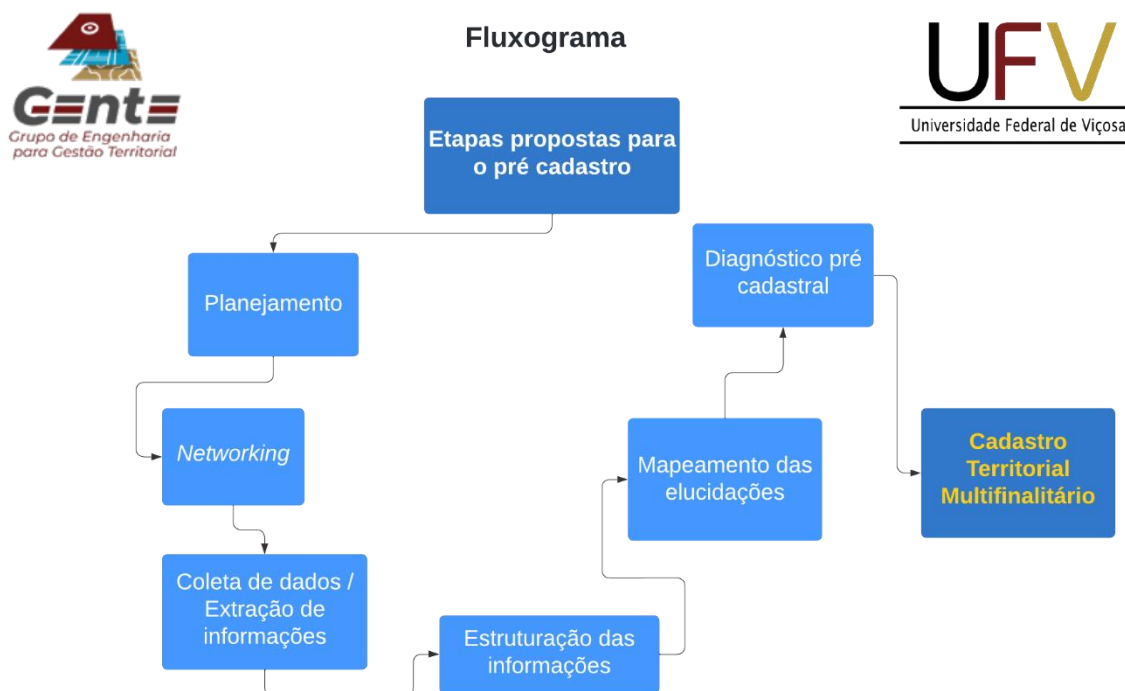 Gente
Grupo de Engenharia
para Gestão Territorial
Fluxograma
UFV
Universidade Federal de Viçosa
Etapas propostas para
o pré cadastro
Planejamento
Networking
Coleta de dados /
Extração de
informações
Estruturação das
informações
Mapeamento das
elucidações
Diagnóstico pré
cadastral
Cadastro
Territorial
Multifinalitário